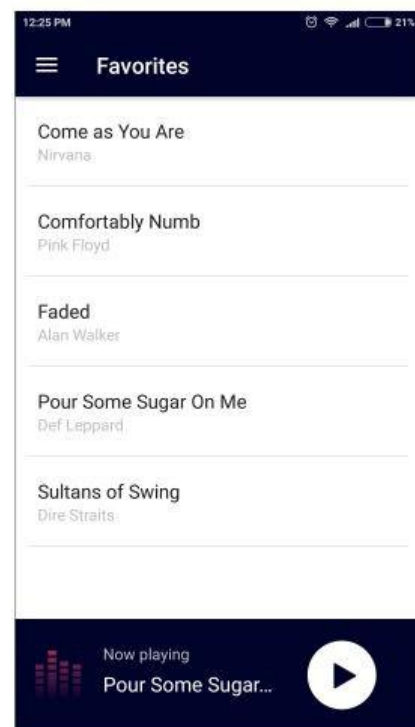 12:25 PM 21%
Favorites
Come as You Are
Nirvana
Comfortably Numb
Pink Floyd
Faded
Alan Walker
Pour Some Sugar On Me
Def Leppard
Sultans of Swing
Dire Straits
Now playing
Pour Some Sugar...